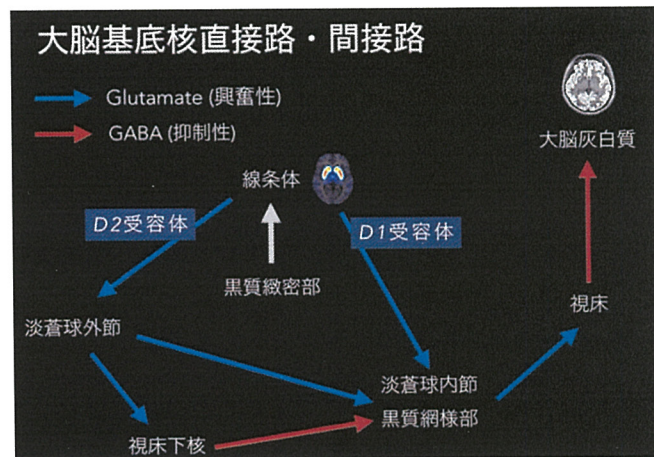 大脳基底核直接路・間接路
Glutamate (興奮性)
GABA (抑制性)
大脳灰白質
線条体
D2受容体
D1受容体
黒質緻密部
視床
淡蒼球外節
淡蒼球内節
黒質網様部
視床下核